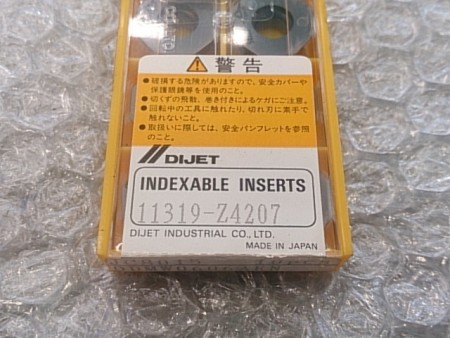 警告
●破損する危険がありますので、安全カバーや
保護眼鏡等を使用のこと。
●切くずの飛散、巻き付きによるケガにご注意。
●回転中の工具に触れたり、切れ刃に素手で
触れないこと。
●取扱いに際しては、安全パンフレットを参照
のこと。
DIJET
INDEXABLE INSERTS
11319-Z4207
DIJET INDUSTRIAL CO., LTD.
MADE IN JAPAN